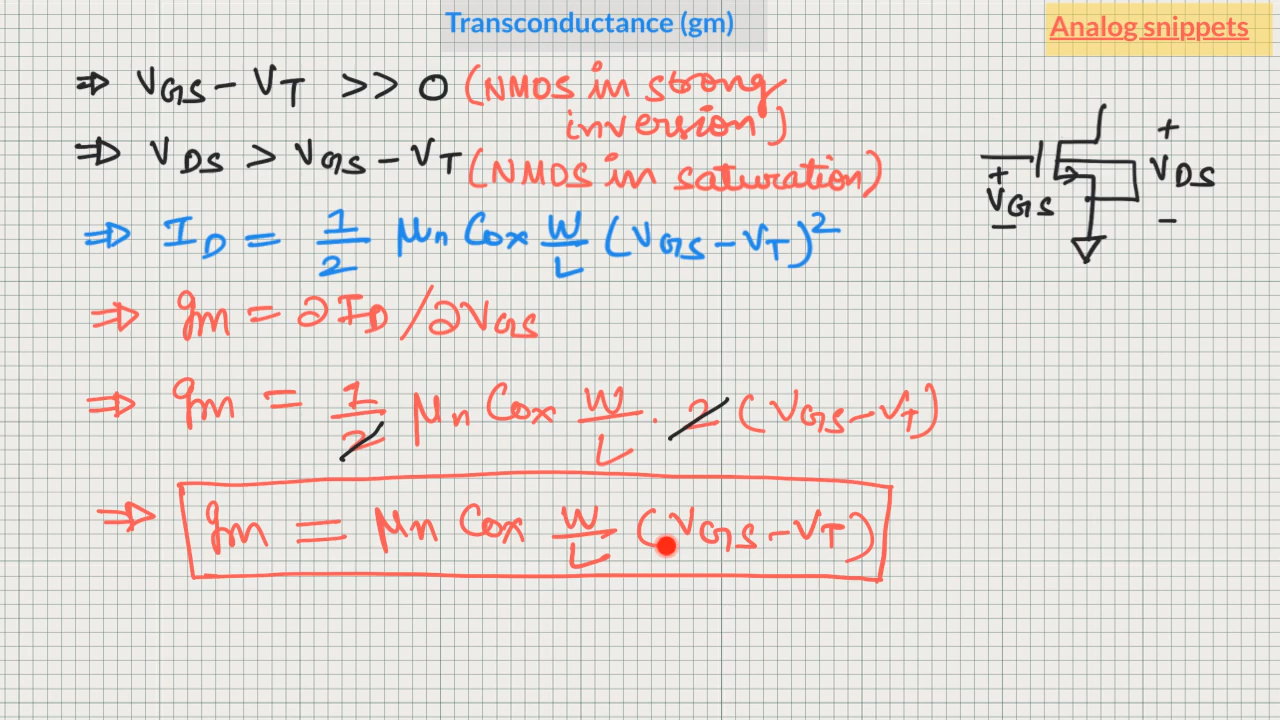 Transconductance (gm)
Analog snippets
⇒ VGS - VT >> 0 (NMOS in strong
inversion)
⇒ VDS > VGS - VT (NMOS in saturation)
⇒ ID = 1/2 μn Cox W/L (VGS - VT)²
⇒ gm = ∂ID/∂VGS
⇒ gm = 1/2 μn Cox W/L . 2 (VGS - VT)
⇒ gm = μn Cox W/L (VGS - VT)
+
VGS
-
+
VDS
-